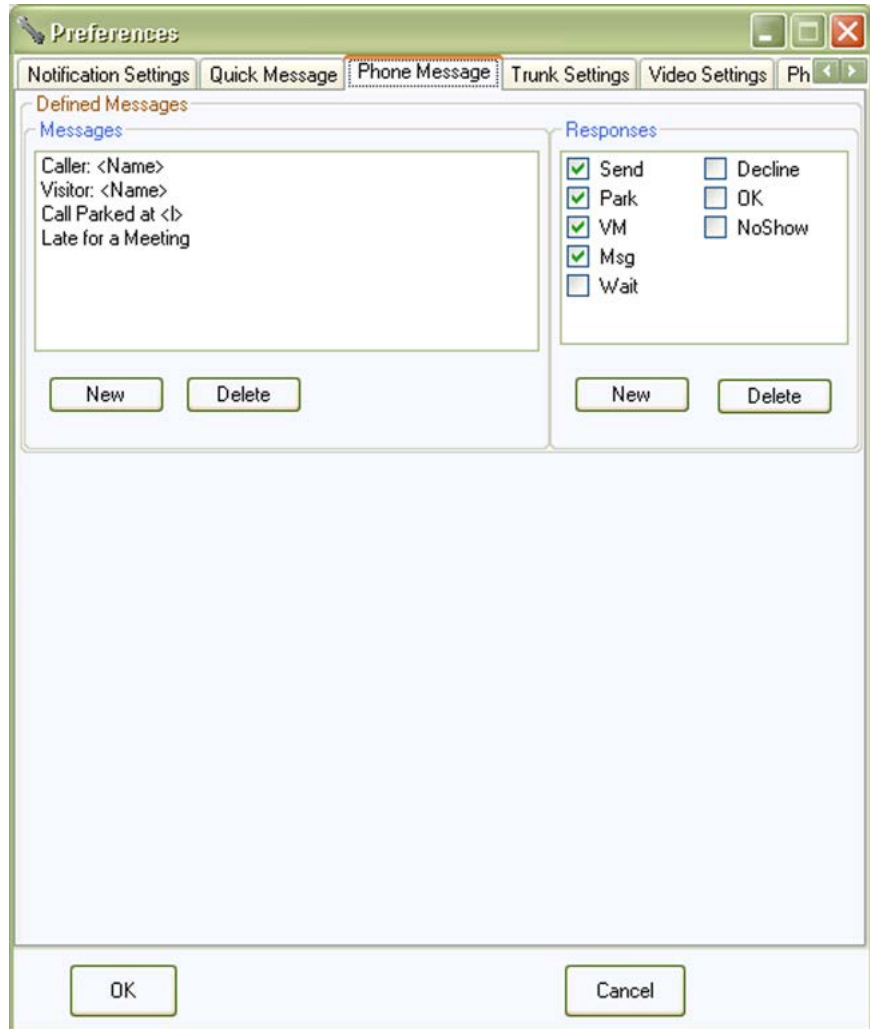 Preferences
Notification Settings Quick Message Phone Message Trunk Settings Video Settings Ph
Defined Messages
Messages
Caller: <Name>
Visitor: <Name>
Call Parked at <I>
Late for a Meeting
New Delete
Responses
Send Decline
Park OK
VM NoShow
Msg
Wait
New Delete
OK Cancel